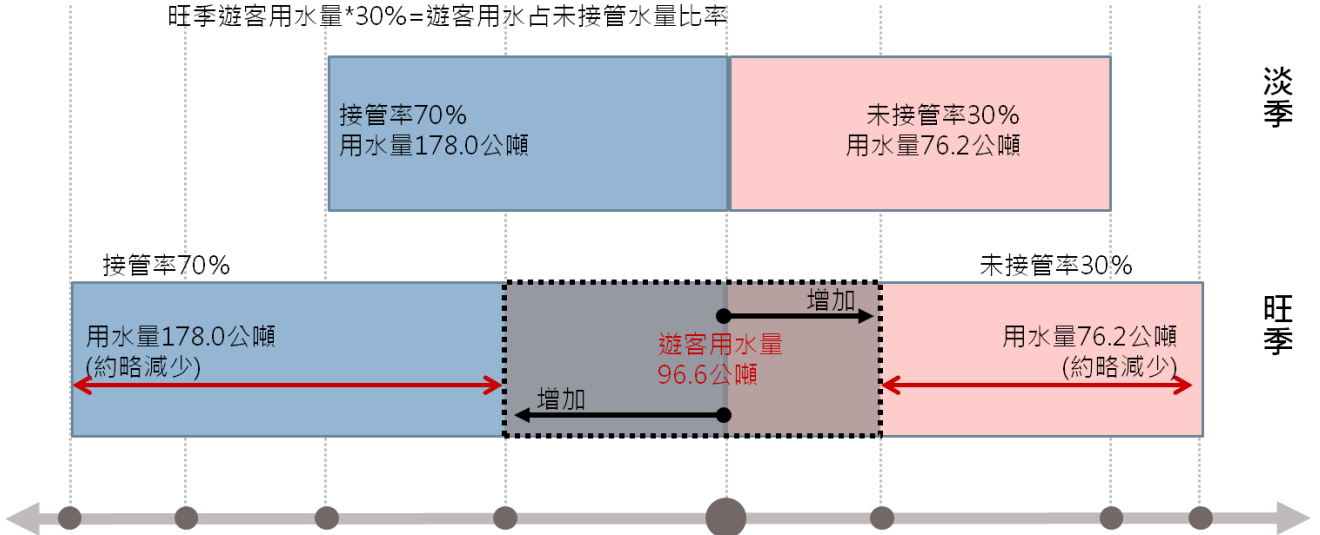 旺季遊客用水量*30%=遊客用水占未接管水量比率
接管率70%
用水量178.0公噸
未接管率30%
用水量76.2公噸
淡季
接管率70%
未接管率30%
用水量178.0公噸
(約略減少)
增加
遊客用水量
96.6公噸
增加
用水量76.2公噸
(約略減少)
旺季